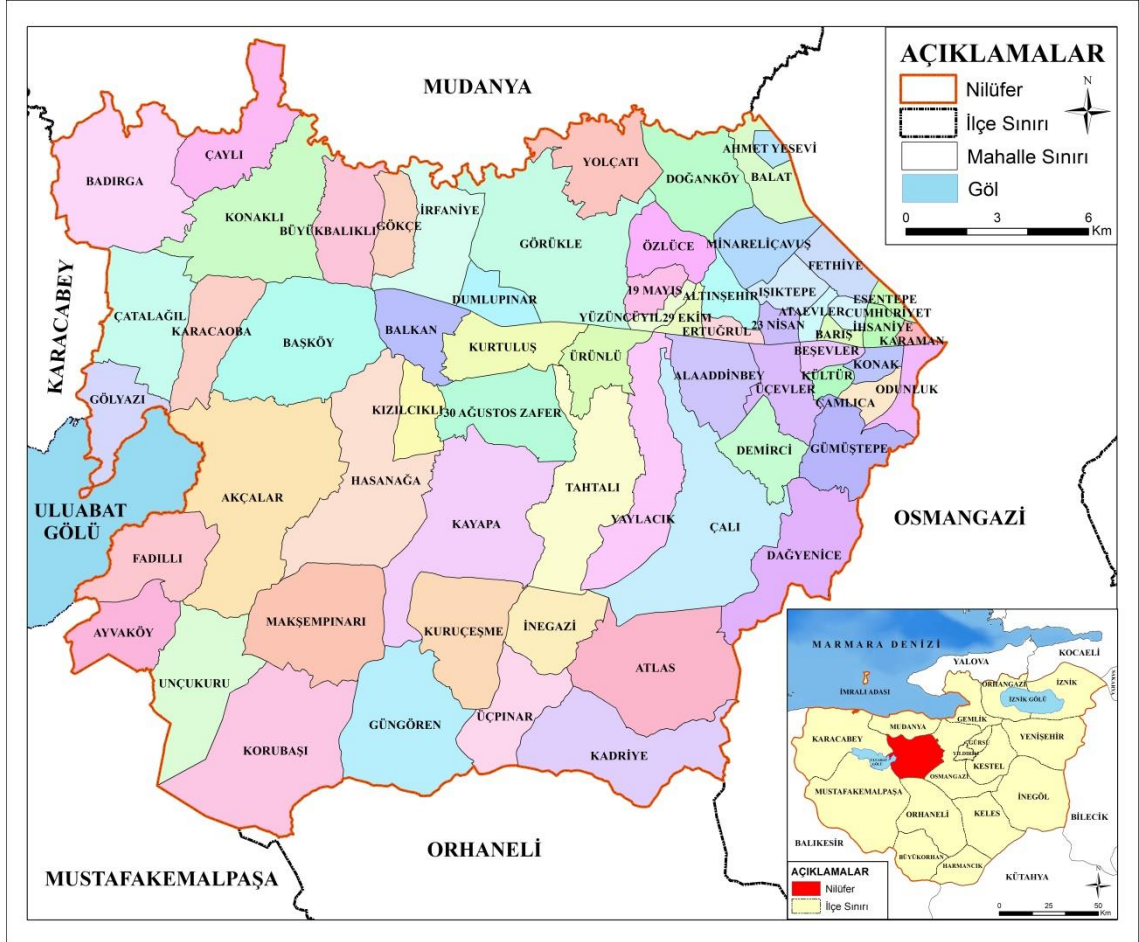 MUDANYA
AÇIKLAMALAR
Nilüfer
İlçe Sınırı
Mahalle Sınırı
Göl
N
0 3 6
Km
ÇAYLI
BADIRGA
YOLÇATI
AHMET YESEVİ
BALAT
DOĞANKÖY
KONAKLI
BÜYÜKBALIKLI
GÖKÇE
İRFANİYE
GÖRÜKLE
ÖZLÜCE
MİNARELİÇAVUŞ
FETHİYE
KARACABEY
ÇATALAĞIL
KARACAOBA
BAŞKÖY
BALKAN
DUMLUPINAR
19 MAYIS
ALTINŞEHİR
IŞIKTEPE
ESENTEPE
CUMHURİYET
ATAEVLER
YÜZÜNCÜYIL
29 EKİM
ERTUĞRUL
23 NİSAN
BARIŞ
İHSANİYE
KARAMAN
KURTULUŞ
ÜRÜNLÜ
ALAADDİNBEY
ÜÇEVLER
BEŞEVLER
KONAK
KÜLTÜR
ODUNLUK
ÇAMLICA
GÖLYAZI
KIZILCIKLI
30 AĞUSTOS ZAFER
DEMİRCİ
GÜMÜŞTEPE
ULUABAT
GÖLÜ
AKÇALAR
HASANAĞA
KAYAPA
TAHTALI
YAYLACIK
ÇALI
DAĞYENİCE
OSMANGAZİ
FADILLI
AYVAKÖY
MAKŞEMPINARI
KURUÇEŞME
İNEGAZİ
ATLAS
UNÇUKURU
KORUBAŞI
GÜNGÖREN
ÜÇPINAR
KADRİYE
ORHANELİ
MUSTAFAKEMALPAŞA
MARMARA DENİZİ
KOCAELİ
YALOVA
İMRALI ADASI
ORHANGAZİ
İZNİK
İZNİK GÖLÜ
GEMLİK
MUDANYA
KARACABEY
GÜRSU
YILDIRIM
YENİŞEHİR
KESTEL
OSMANGAZİ
MUSTAFAKEMALPAŞA
İNEGÖL
ORHANELİ
KELES
BİLECİK
BALIKESİR
BÜYÜKORHAN
HARMANCIK
KÜTAHYA
AÇIKLAMALAR
Nilüfer
İlçe Sınırı
N
0 25 50
Km